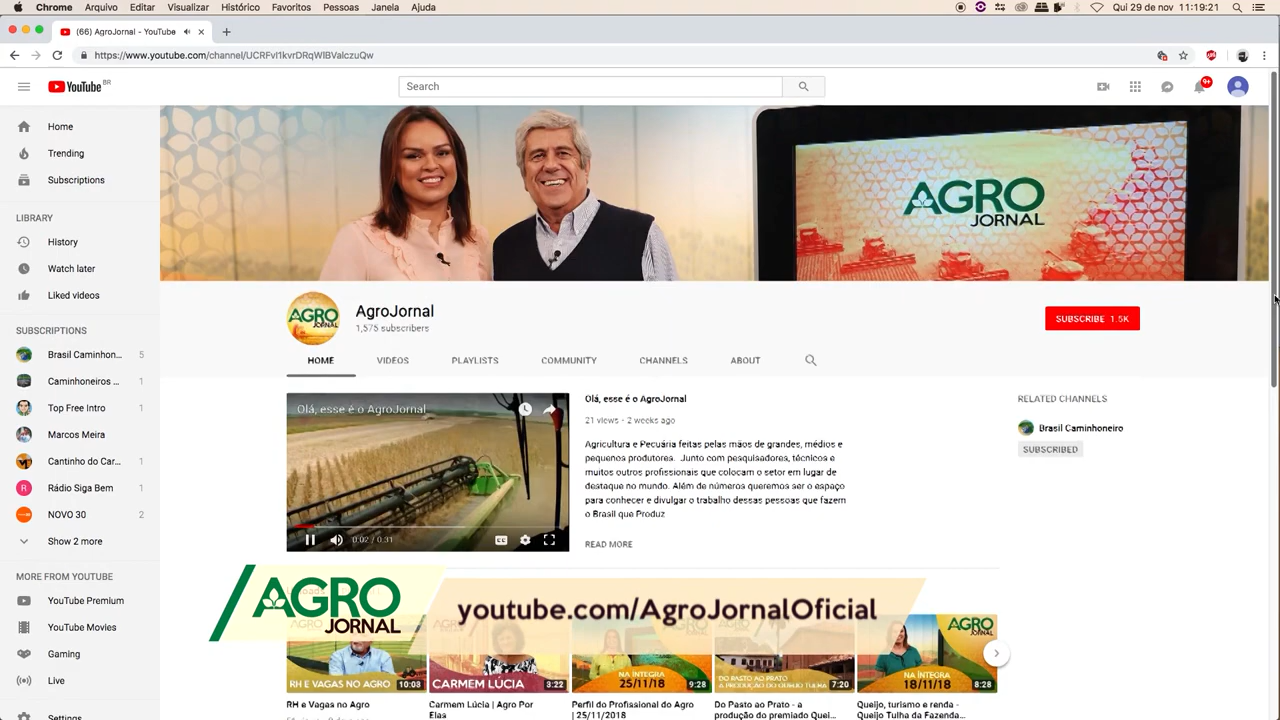 Chrome Arquivo Editar Visualizar Histórico Favoritos Pessoas Janela Ajuda
Qui 29 de nov 11:19:21
(66) AgroJornal - YouTube
YouTube BR
Search
9+
Home
Trending
Subscriptions
LIBRARY
History
Watch later
Liked videos
SUBSCRIPTIONS
Brasil Caminhon... 5
Caminhoneiros ... 1
Top Free Intro 1
Marcos Meira
Cantinho do Car... 1
R Rádio Siga Bem 1
NOVO 30 2
Show 2 more
MORE FROM YOUTUBE
YouTube Premium
YouTube Movies
Gaming
Live
Settings
AGRO
JORNAL
AGRO
JORNAL
AgroJornal
1,575 subscribers
SUBSCRIBE 1.5K
HOME VIDEOS PLAYLISTS COMMUNITY CHANNELS ABOUT
Olá, esse é o AgroJornal
0:02 / 0:31
Olá, esse é o AgroJornal
21 views - 2 weeks ago
Agricultura e Pecuária feitas pelas mãos de grandes, médios e
pequenos produtores. Junto com pesquisadores, técnicos e
muitos outros profissionais que colocam o setor em lugar de
destaque no mundo. Além de números queremos ser o espaço
para conhecer e divulgar o trabalho dessas pessoas que fazem
o Brasil que Produz
READ MORE
RELATED CHANNELS
Brasil Caminhoneiro
SUBSCRIBED
AGRO
JORNAL
youtube.com/AgroJornalOficial
RH E VAGAS NO AGRO 10:03
CARMEM LÚCIA 3:22
NA ÍNTEGRA
25/11/18 9:28
DO PASTO AO PRATO
A PRODUÇÃO DO QUEIJO TULHA 7:20
AGRO
JORNAL
NA ÍNTEGRA
18/11/18 8:28
RH e Vagas no Agro
Carmem Lúcia | Agro Por
Elas
Perfil do Profissional do Agro
| 25/11/2018
Do Pasto ao Prato - a
produção do premiado Quei...
Queijo, turismo e renda -
Queijo Tulha da Fazenda...